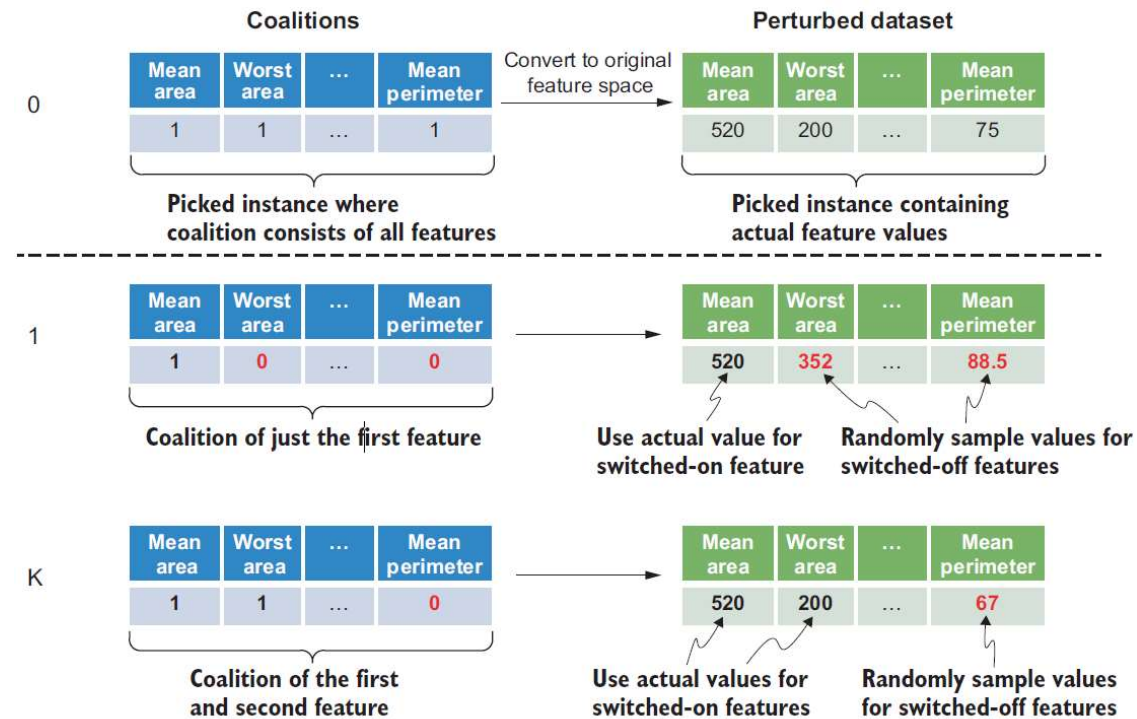 Coalitions Perturbed dataset
Mean area Worst area … Mean perimeter
Convert to original feature space
Mean area Worst area … Mean perimeter
0
1 1 … 1
520 200 … 75
Picked instance where
coalition consists of all features
Picked instance containing
actual feature values
Mean area Worst area … Mean perimeter
Mean area Worst area … Mean perimeter
1
1 0 … 0
520 352 … 88.5
Coalition of just the first feature
Use actual value for
switched-on feature
Randomly sample values for
switched-off features
Mean area Worst area … Mean perimeter
Mean area Worst area … Mean perimeter
K
1 1 … 0
520 200 … 67
Coalition of the first
and second feature
Use actual values for
switched-on features
Randomly sample values
for switched-off features